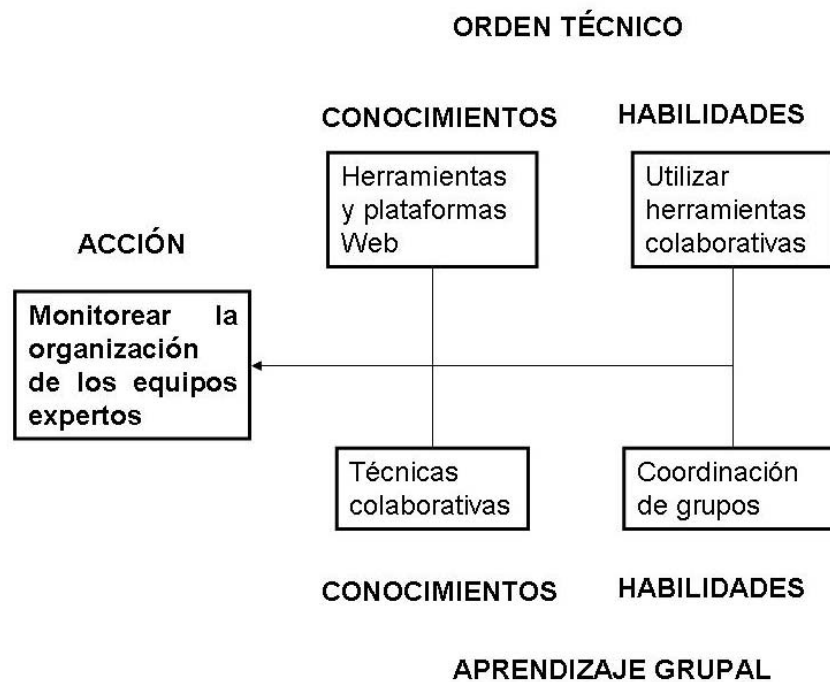 ORDEN TÉCNICO
CONOCIMIENTOS
HABILIDADES
Herramientas
y plataformas
Web
Utilizar
herramientas
colaborativas
ACCIÓN
Monitorear la
organización
de los equipos
expertos
Técnicas
colaborativas
Coordinación
de grupos
CONOCIMIENTOS
HABILIDADES
APRENDIZAJE GRUPAL